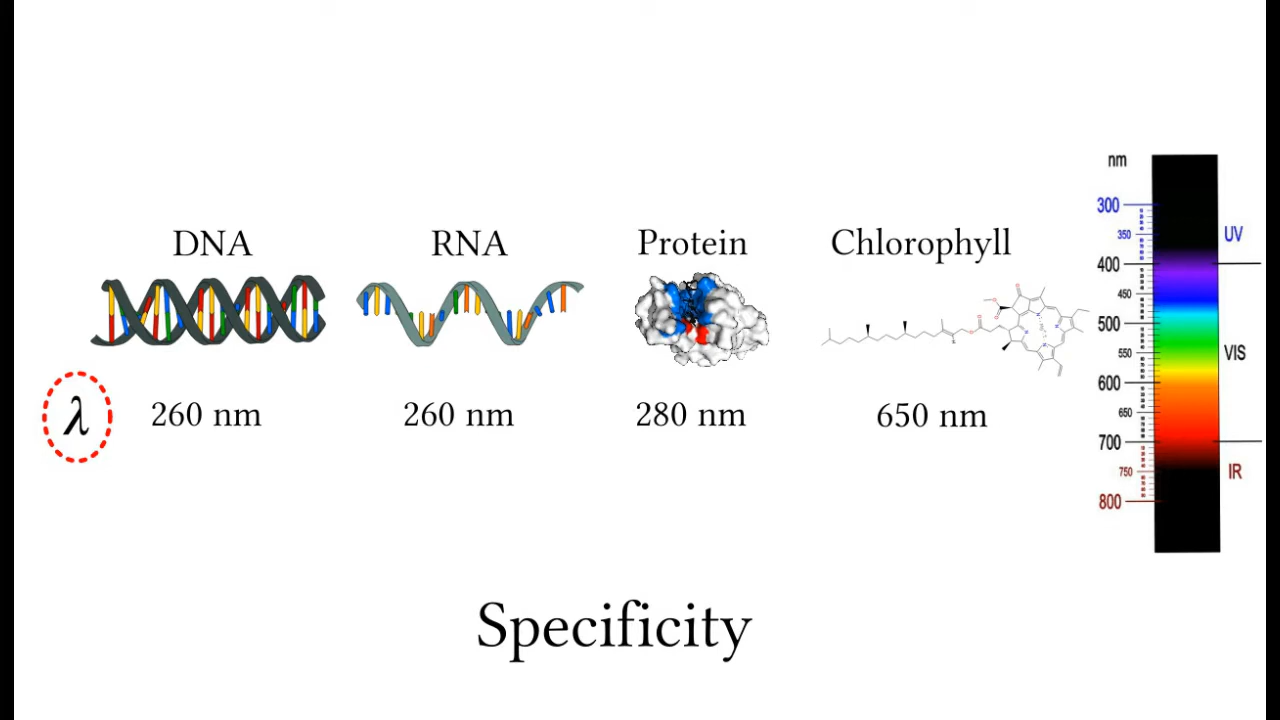 DNA
RNA
Protein
Chlorophyll
λ
260 nm
260 nm
280 nm
650 nm
nm
300
350
400
450
500
550
600
650
700
750
800
UV
VIS
IR
Specificity